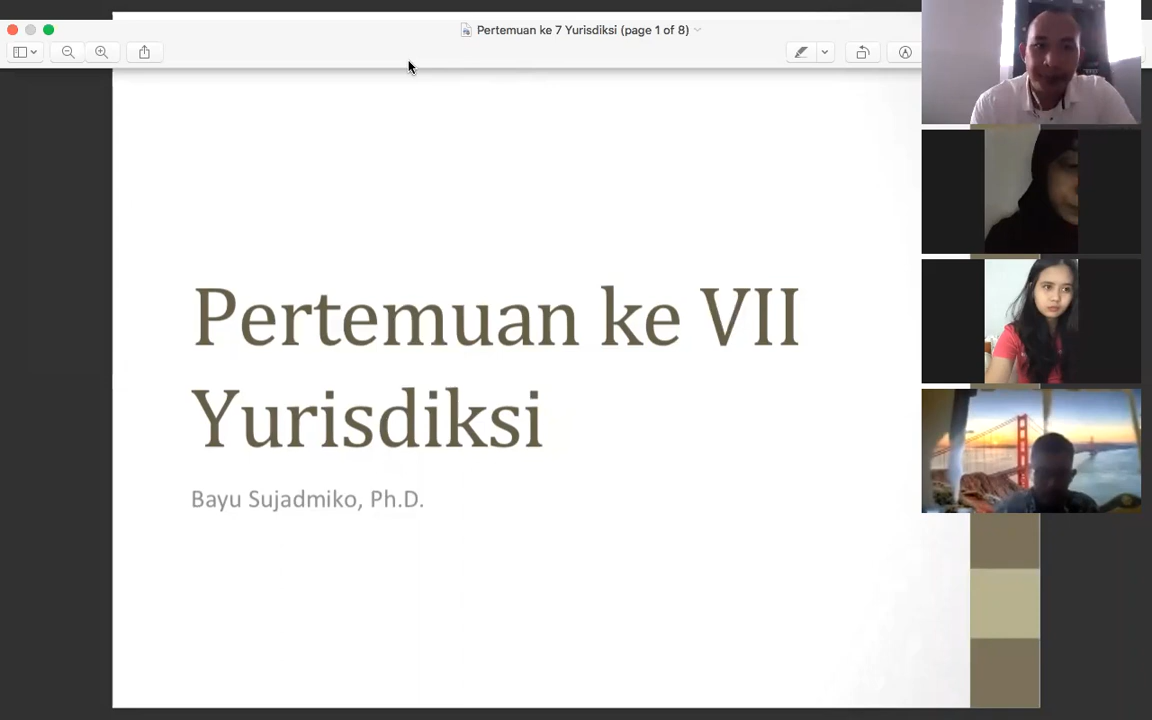 Pertemuan ke 7 Yurisdiksi (page 1 of 8)
Pertemuan ke VII
Yurisdiksi
Bayu Sujadmiko, Ph.D.